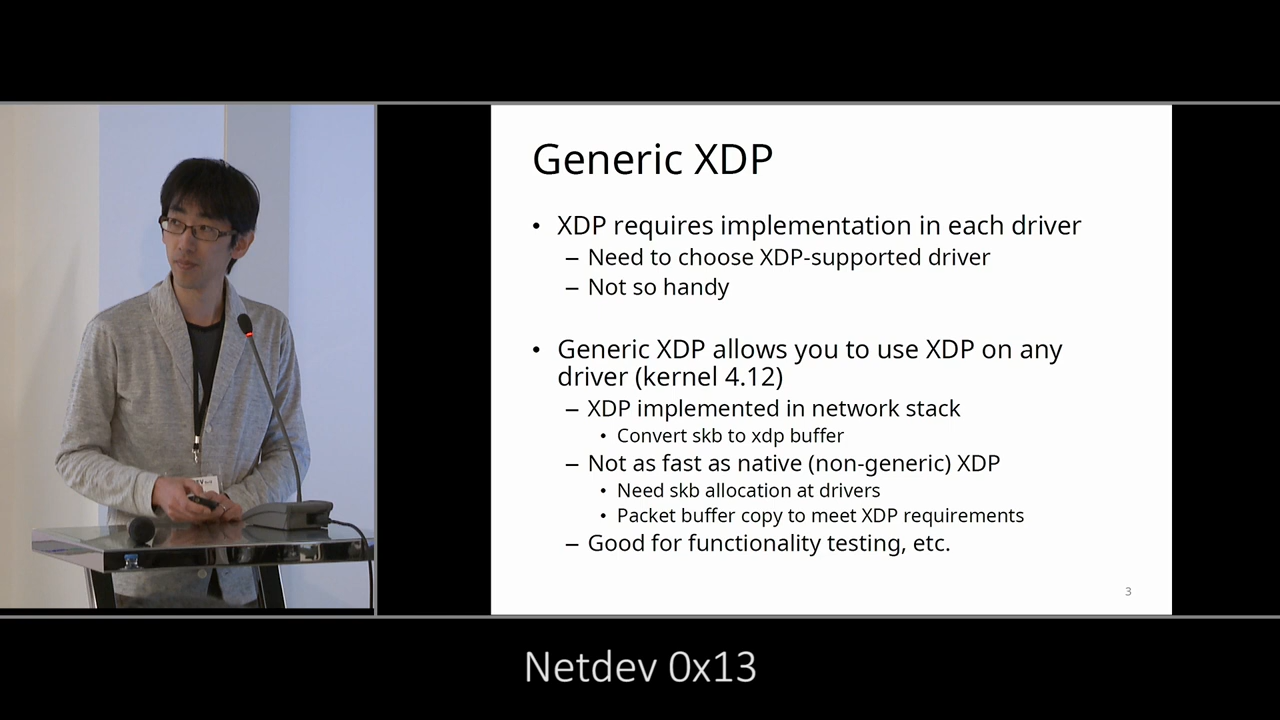 Generic XDP
• XDP requires implementation in each driver
– Need to choose XDP-supported driver
– Not so handy
• Generic XDP allows you to use XDP on any
driver (kernel 4.12)
– XDP implemented in network stack
• Convert skb to xdp buffer
– Not as fast as native (non-generic) XDP
• Need skb allocation at drivers
• Packet buffer copy to meet XDP requirements
– Good for functionality testing, etc.
3
Netdev 0x13